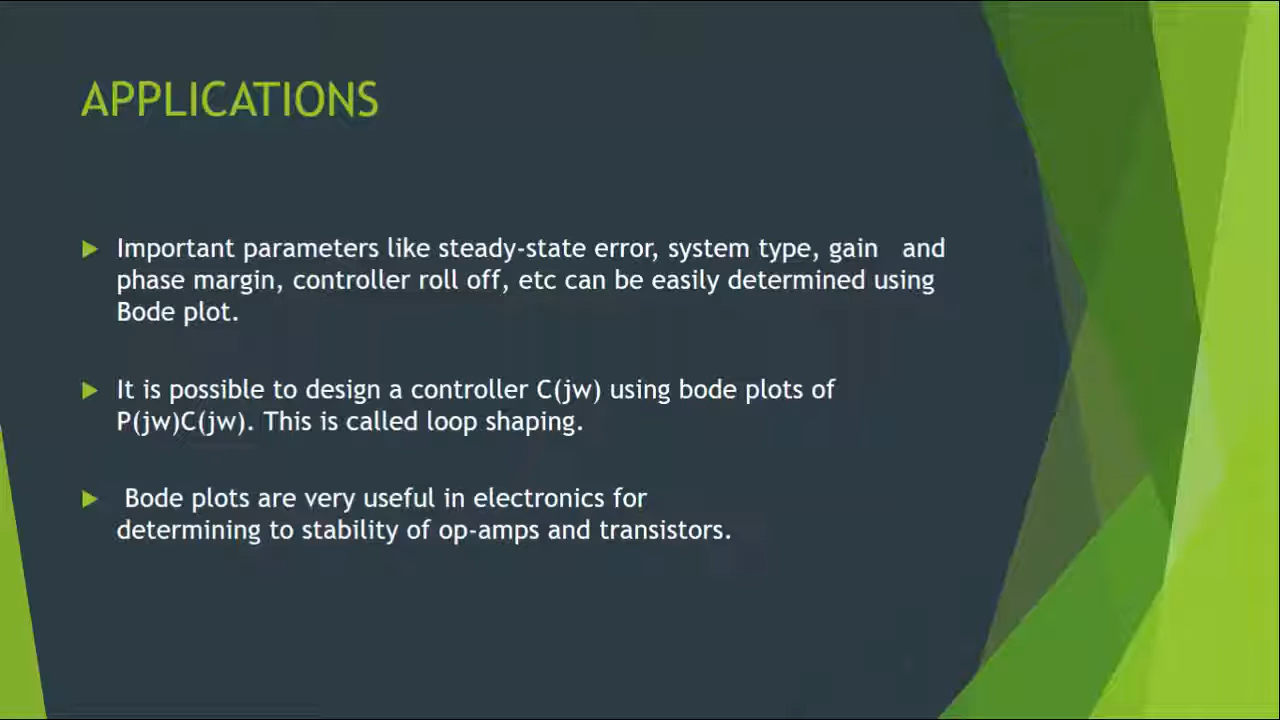 APPLICATIONS
Important parameters like steady-state error, system type, gain   and
phase margin, controller roll off, etc can be easily determined using
Bode plot.
It is possible to design a controller C(jw) using bode plots of
P(jw)C(jw). This is called loop shaping.
Bode plots are very useful in electronics for
determining to stability of op-amps and transistors.